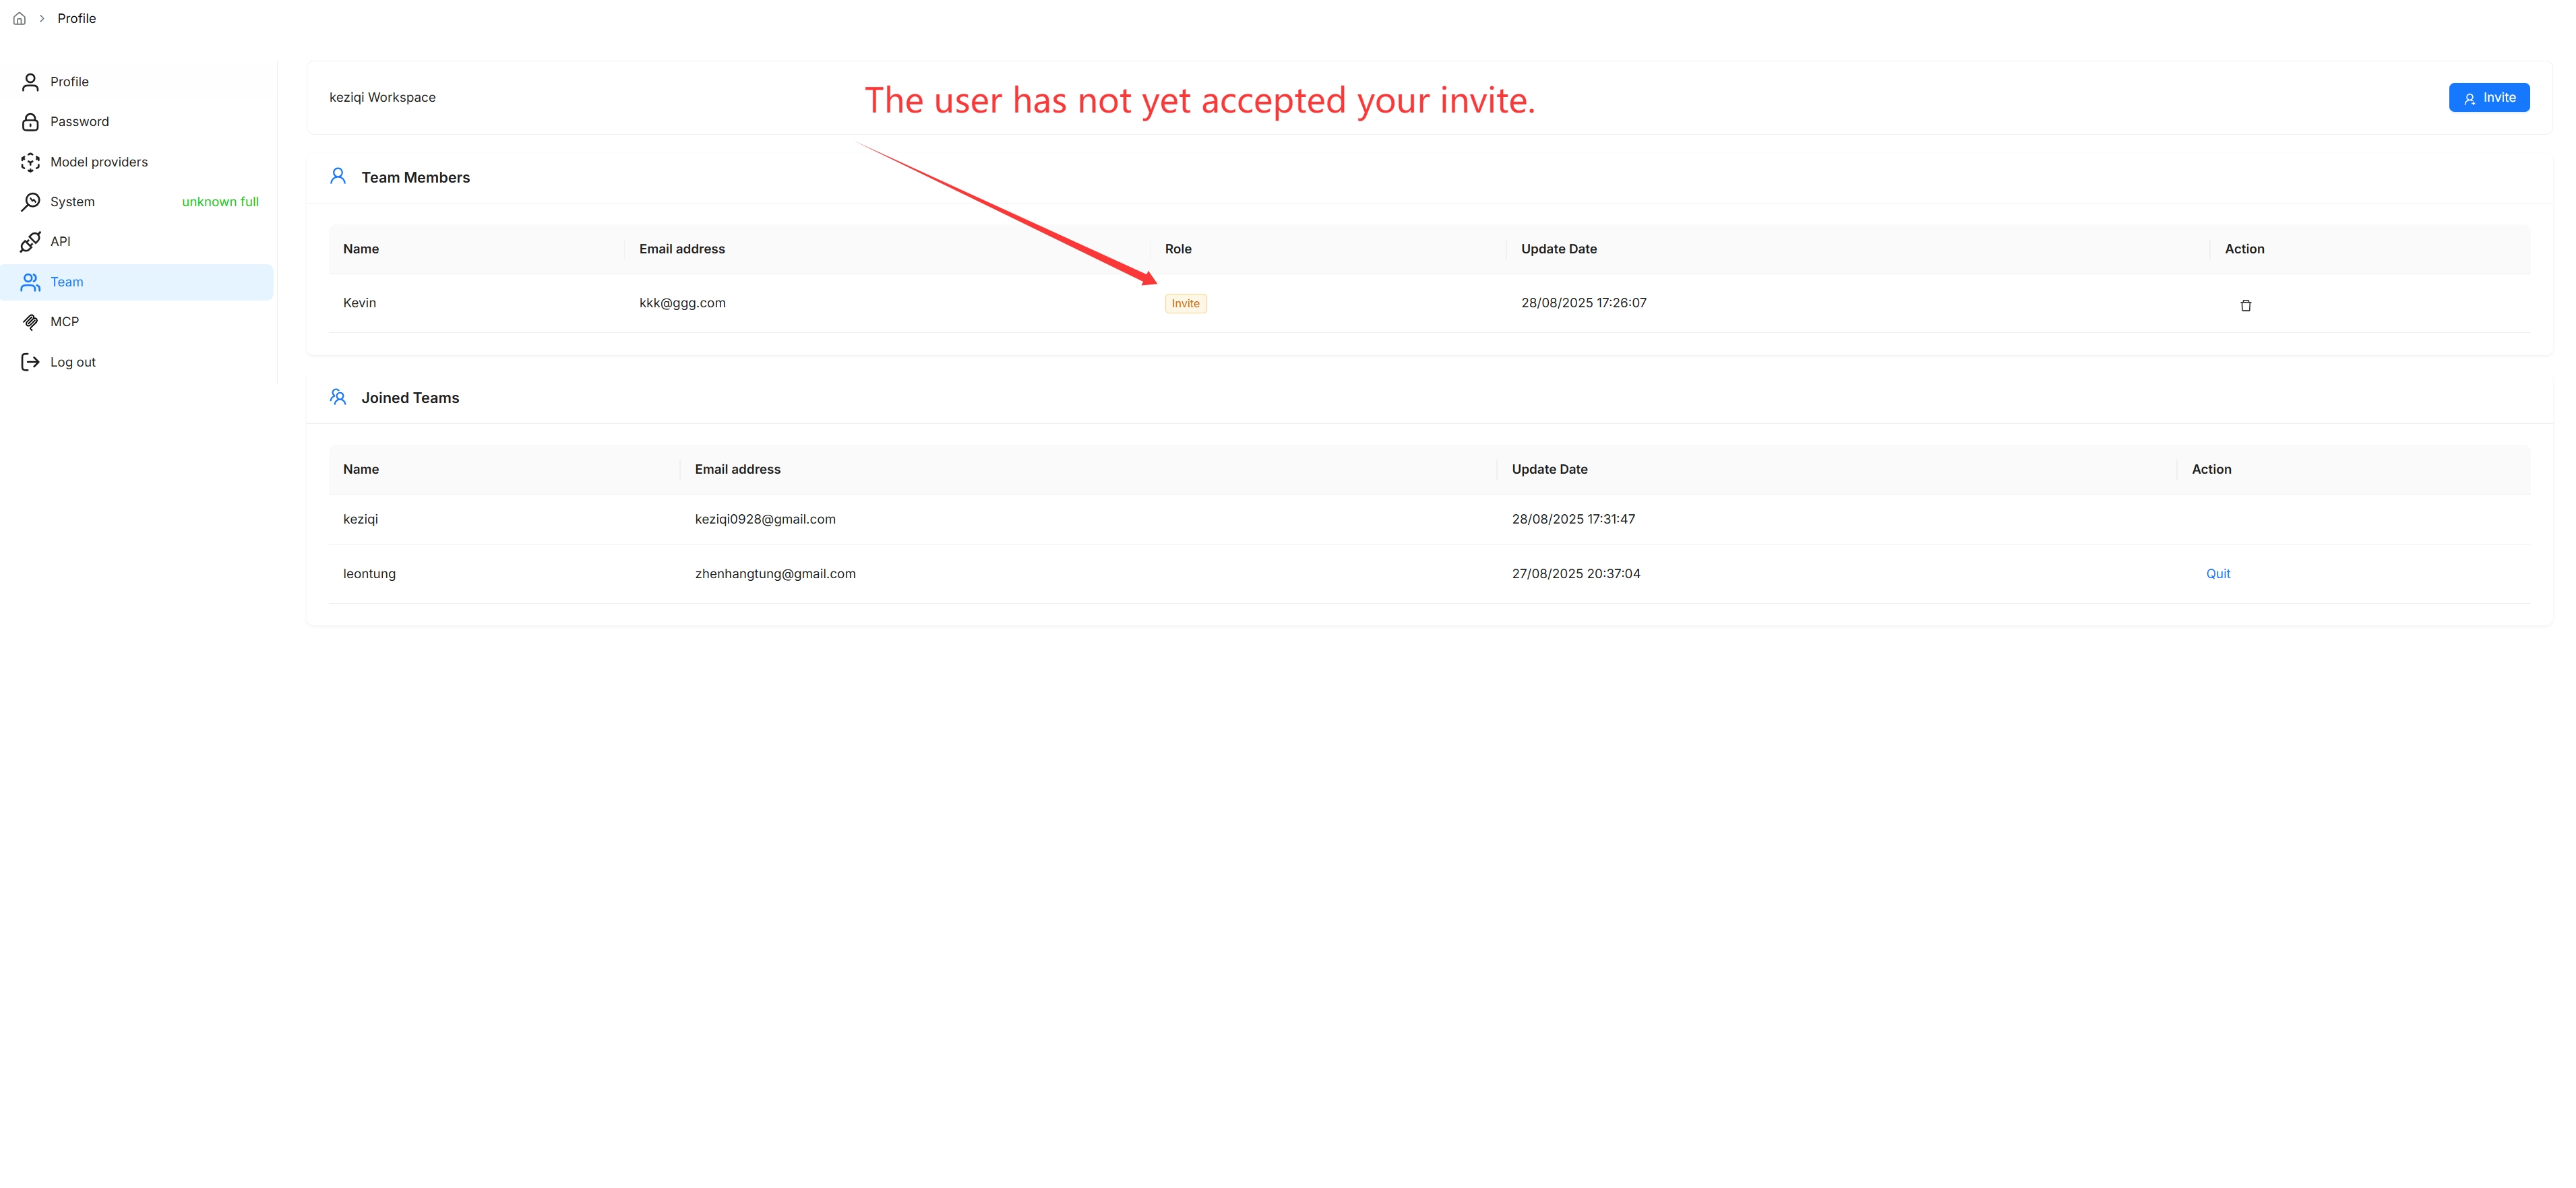 Profile
Profile
Password
Model providers
System unknown full
API
Team
MCP
Log out
keziqi Workspace
The user has not yet accepted your invite.
Invite
Team Members
Name Email address Role Update Date Action
Kevin kkk@ggg.com Invite 28/08/2025 17:26:07
Joined Teams
Name Email address Update Date Action
keziqi keziqi0928@gmail.com 28/08/2025 17:31:47
leontung zhenhangtung@gmail.com 27/08/2025 20:37:04 Quit